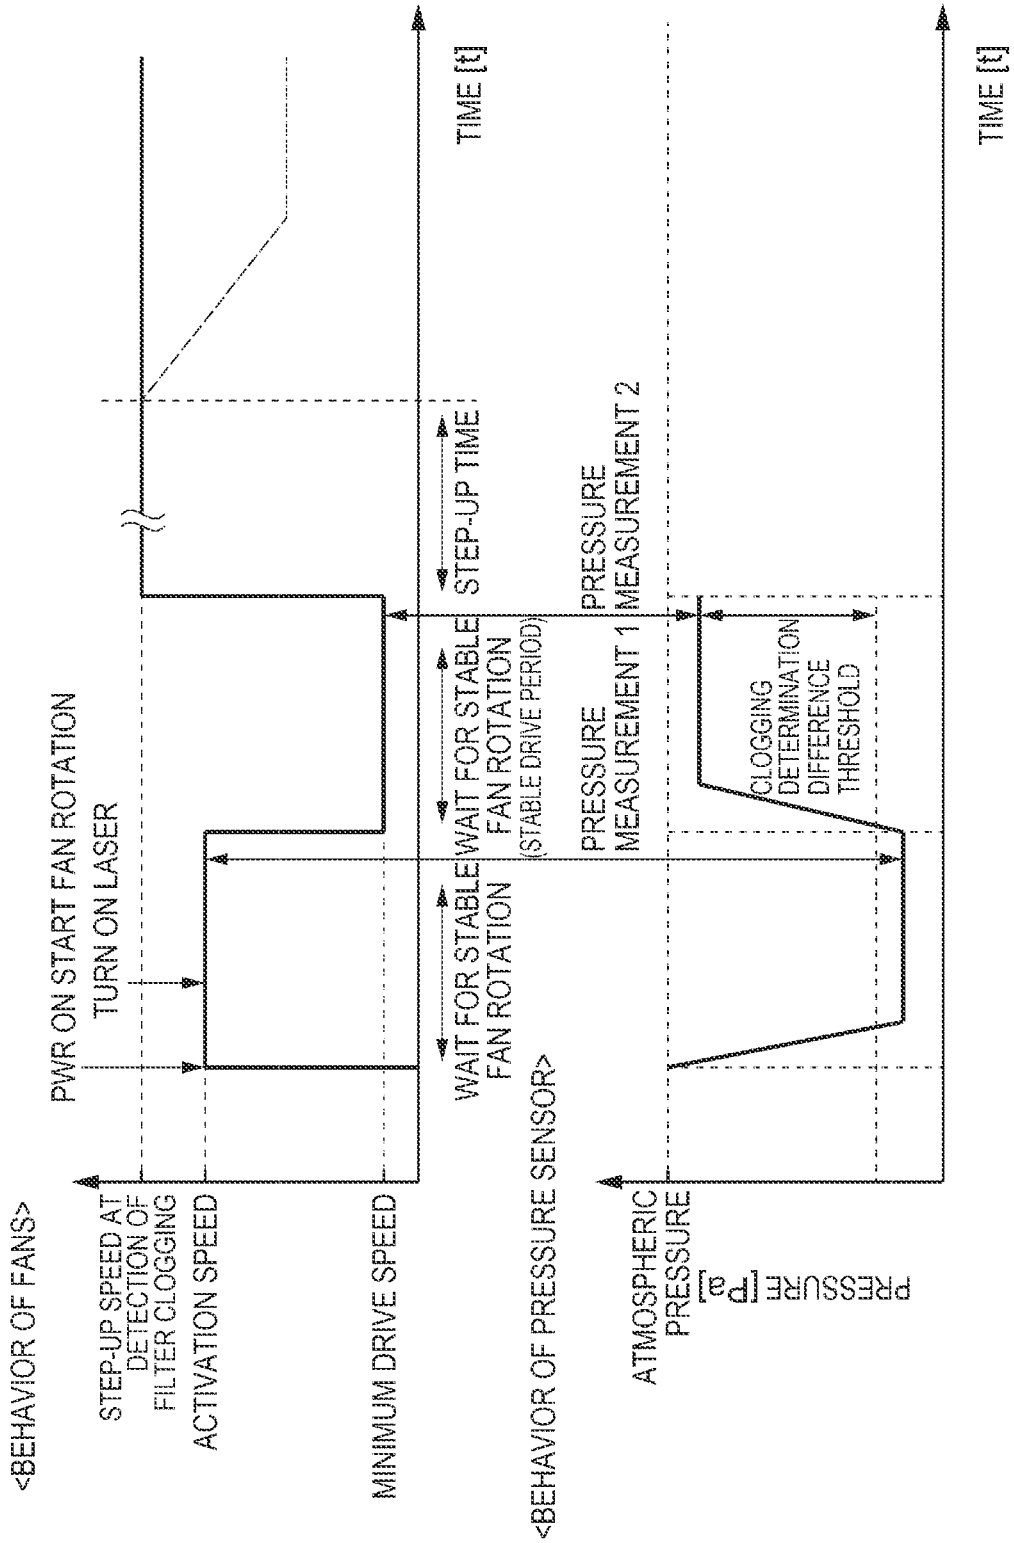 <BEHAVIOR OF FANS>
PWR ON START FAN ROTATION
TURN ON LASER
STEP-UP SPEED AT
DETECTION OF
FILTER CLOGGING
ACTIVATION SPEED
MINIMUM DRIVE SPEED
TIME [t]
WAIT FOR STABLE
FAN ROTATION
WAIT FOR STABLE
FAN ROTATION
(STABLE DRIVE PERIOD)
STEP-UP TIME
<BEHAVIOR OF PRESSURE SENSOR>
PRESSURE
MEASUREMENT 1
PRESSURE
MEASUREMENT 2
ATMOSPHERIC
PRESSURE
PRESSURE [Pa]
CLOGGING
DETERMINATION
DIFFERENCE
THRESHOLD
TIME [t]